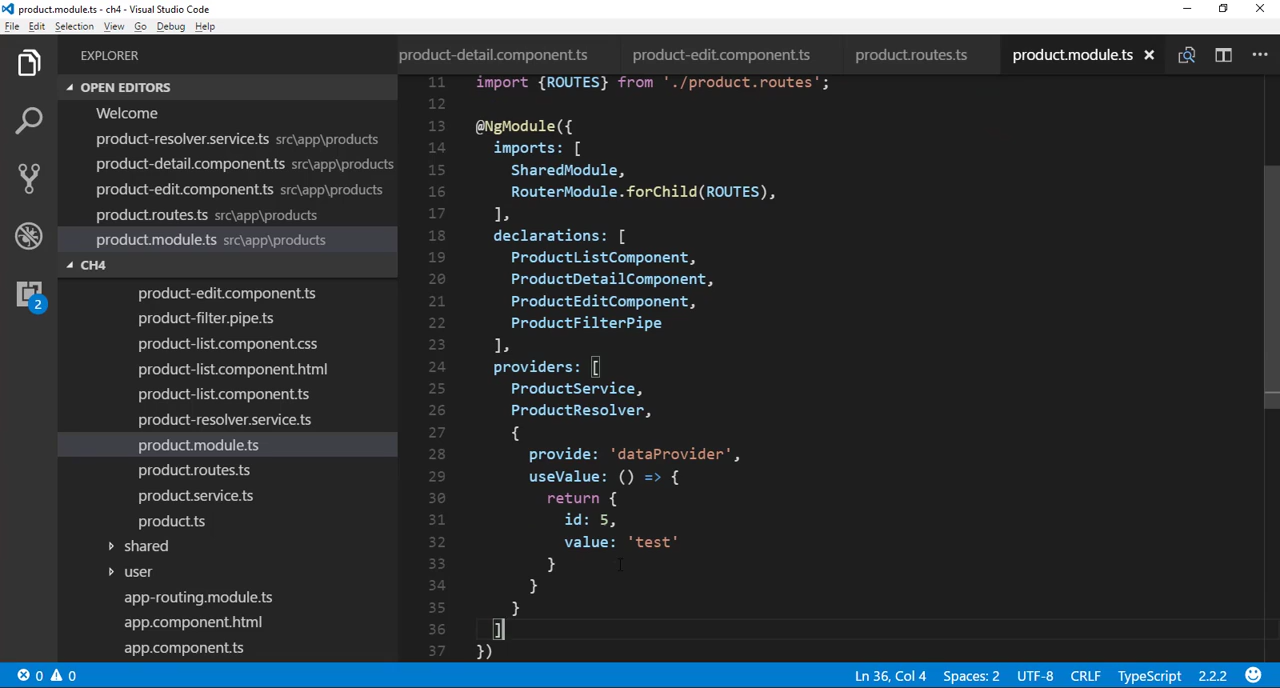 product.module.ts - ch4 - Visual Studio Code
File Edit Selection View Go Debug Help
EXPLORER
product-detail.component.ts product-edit.component.ts product.routes.ts product.module.ts
OPEN EDITORS
Welcome
product-resolver.service.ts src\app\products
product-detail.component.ts src\app\products
product-edit.component.ts src\app\products
product.routes.ts src\app\products
product.module.ts src\app\products
CH4
product-edit.component.ts
product-filter.pipe.ts
product-list.component.css
product-list.component.html
product-list.component.ts
product-resolver.service.ts
product.module.ts
product.routes.ts
product.service.ts
product.ts
shared
user
app-routing.module.ts
app.component.html
app.component.ts
2
11 import {ROUTES} from './product.routes';
12
13 @NgModule({
14 imports: [
15 SharedModule,
16 RouterModule.forChild(ROUTES),
17 ],
18 declarations: [
19 ProductListComponent,
20 ProductDetailComponent,
21 ProductEditComponent,
22 ProductFilterPipe
23 ],
24 providers: [
25 ProductService,
26 ProductResolver,
27 {
28 provide: 'dataProvider',
29 useValue: () => {
30 return {
31 id: 5,
32 value: 'test'
33 }
34 }
35 }
36 ]
37 })
0 0 Ln 36, Col 4 Spaces: 2 UTF-8 CRLF TypeScript 2.2.2